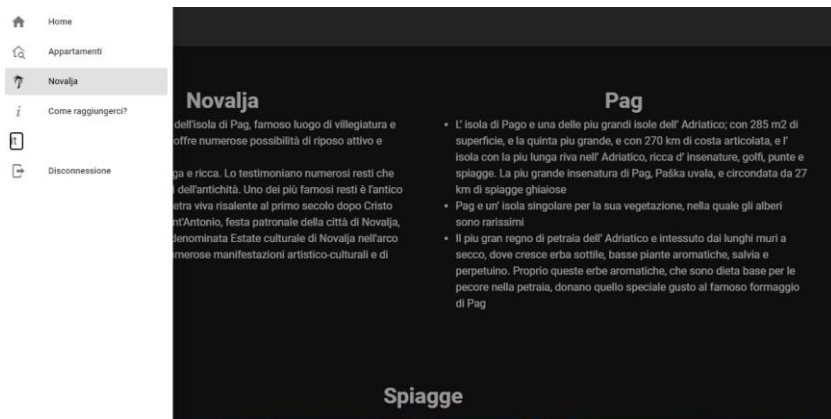 Home
Appartamenti
Novalja
Come raggiungerci?
it
Disconnessione
Novalja
dell'isola di Pag, famoso luogo di villegiatura e
offre numerose possibilità di riposo attivo e
ga e ricca. Lo testimoniano numerosi resti che
i dell'antichità. Uno dei più famosi resti è l'antico
etra viva risalente al primo secolo dopo Cristo
nt'Antonio, festa patronale della città di Novalja,
denominata Estate culturale di Novalja nell'arco
umerose manifestazioni artistico-culturali e di
Pag
• L' isola di Pago e una delle piu grandi isole dell' Adriatico; con 285 m2 di
superficie, e la quinta piu grande, e con 270 km di costa articolata, e l'
isola con la piu lunga riva nell' Adriatico, ricca d' insenature, golfi, punte e
spiagge. La piu grande insenatura di Pag, Paška uvala, e circondata da 27
km di spiagge ghiaiose
• Pag e un' isola singolare per la sua vegetazione, nella quale gli alberi
sono rarissimi
• Il piu gran regno di petraia dell' Adriatico e intessuto dai lunghi muri a
secco, dove cresce erba sottile, basse piante aromatiche, salvia e
perpetuino. Proprio queste erbe aromatiche, che sono dieta base per le
pecore nella petraia, donano quello speciale gusto al famoso formaggio
di Pag
Spiagge